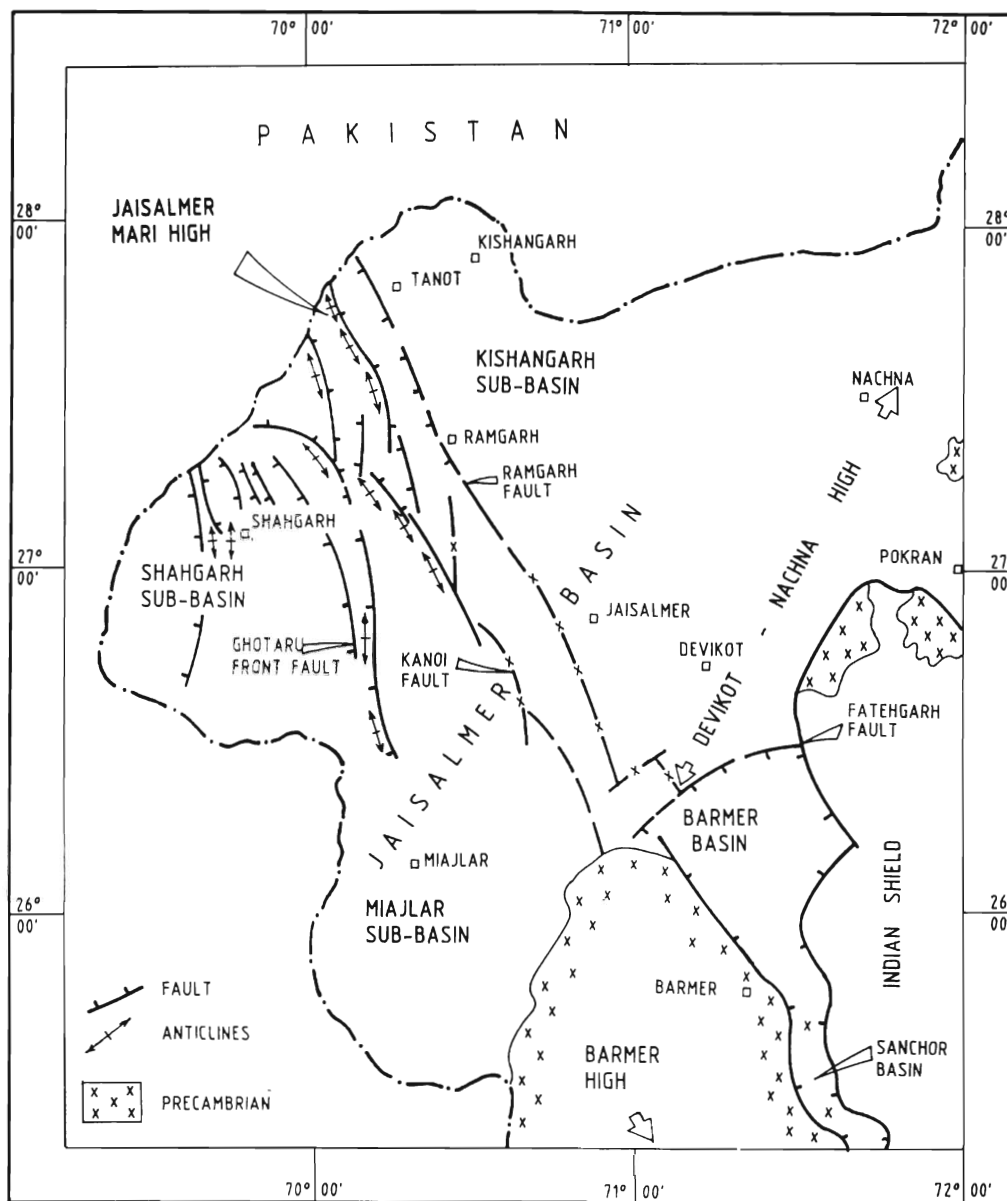 70° 00'
71° 00'
72° 00'
PAKISTAN
28° 00'
28° 00'
JAISALMER
MARI HIGH
KISHANGARH
TANOT
KISHANGARH
SUB-BASIN
NACHNA
RAMGARH
RAMGARH
FAULT
SHAHGARH
27° 00'
27° 00'
SHAHGARH
SUB-BASIN
POKRAN
JAISALMER BASIN
JAISALMER
DEVIKOT - NACHNA HIGH
DEVIKOT
GHOTARU
FRONT FAULT
KANOI
FAULT
FATEHGARH
FAULT
BARMER
BASIN
MIAJLAR
MIAJLAR
SUB-BASIN
26° 00'
26° 00'
INDIAN SHIELD
BARMER
BARMER
HIGH
SANCHOR
BASIN
FAULT
ANTICLINES
PRECAMBRIAN
70° 00'
71° 00'
72° 00'